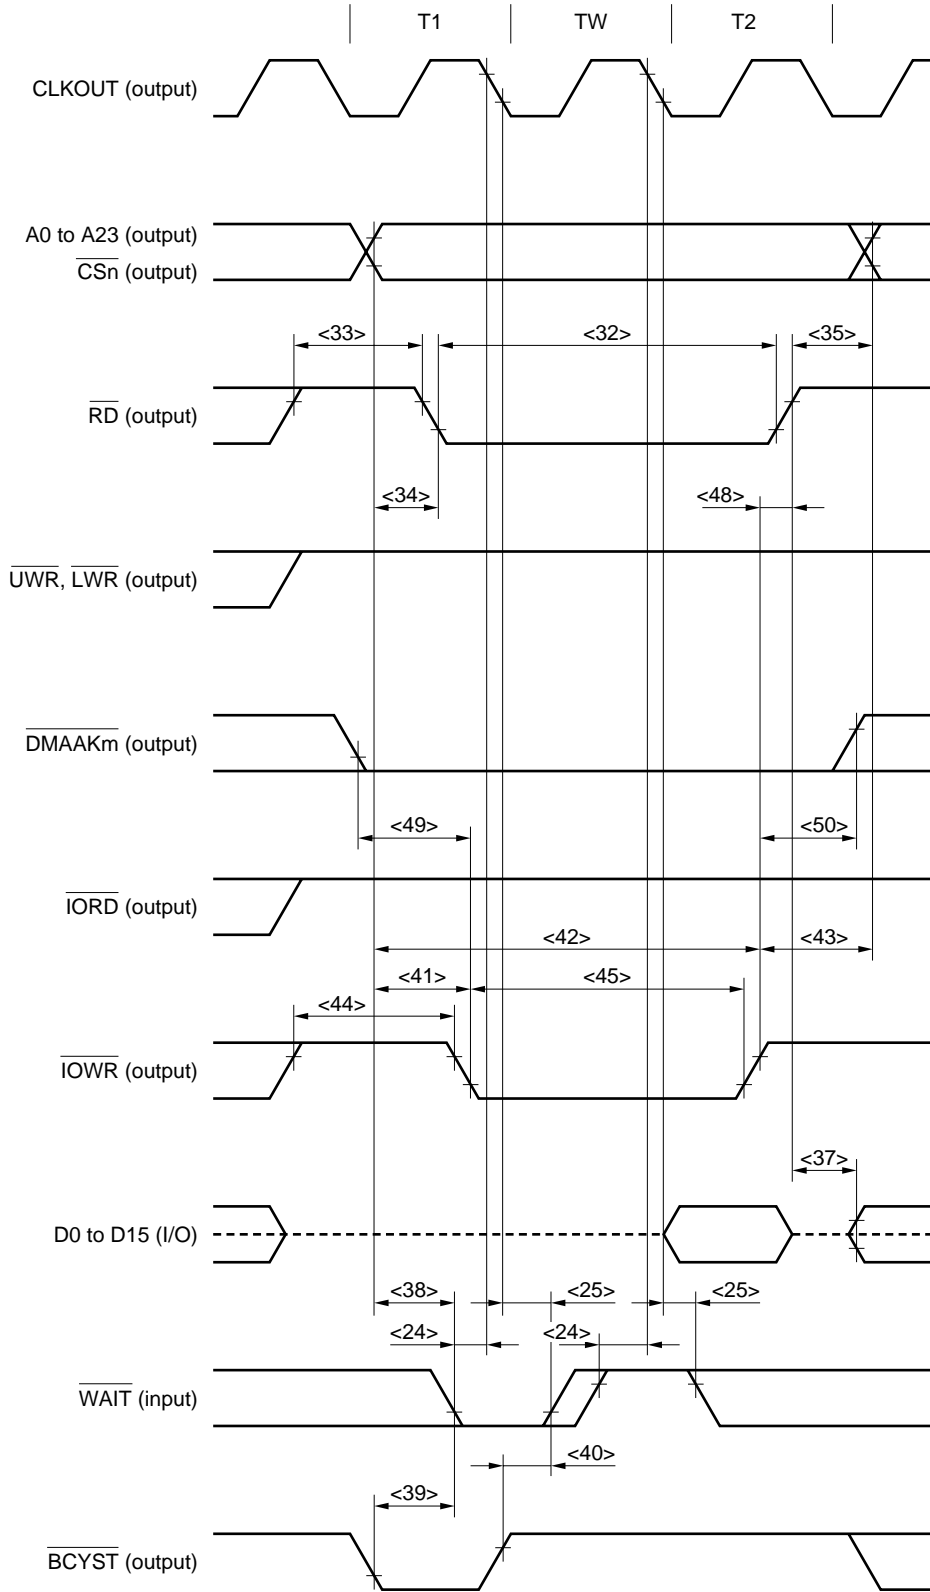 T1 TW T2
CLKOUT (output)
A0 to A23 (output)
CSn (output)
<33> <32> <35>
RD (output)
<34> <48>
UWR, LWR (output)
DMAAKm (output)
<49> <50>
IORD (output)
<42> <43>
<41> <45>
<44>
IOWR (output)
<37>
D0 to D15 (I/O)
<38> <25> <25>
<24> <24>
WAIT (input)
<40>
<39>
BCYST (output)